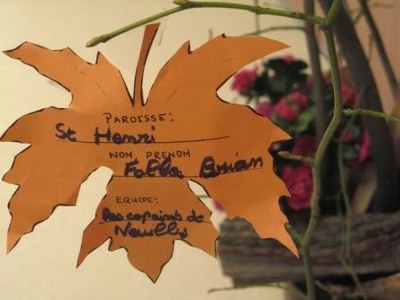 PAROISSE:
St Henri
NOM PRENOM
Folla Brian
EQUIPE:
Les copains de
Neuilly